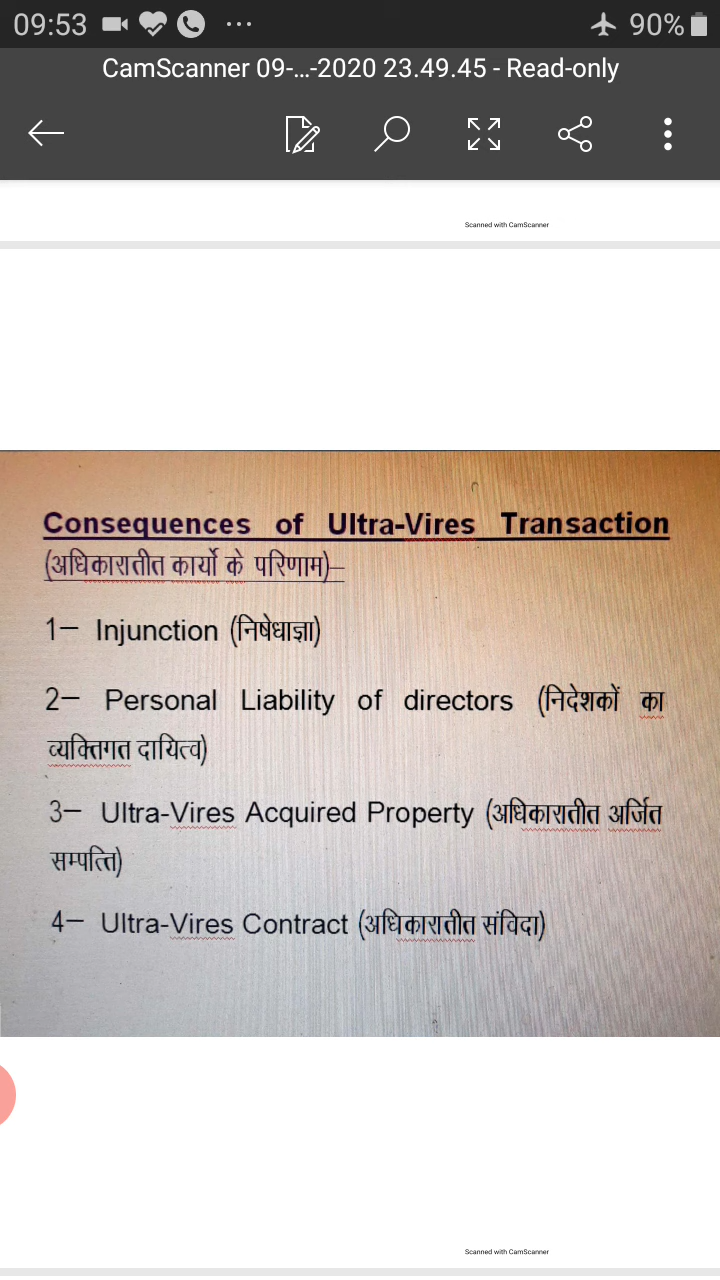 09:53 ... 90%
CamScanner 09-...-2020 23.49.45 - Read-only
Scanned with CamScanner
Consequences of Ultra-Vires Transaction
(अधिकारातीत कार्यो के परिणाम)–
1– Injunction (निषेधाज्ञा)
2– Personal Liability of directors (निदेशकों का
व्यक्तिगत दायित्व)
3– Ultra-Vires Acquired Property (अधिकारातीत अर्जित
सम्पत्ति)
4– Ultra-Vires Contract (अधिकारातीत संविदा)
Scanned with CamScanner